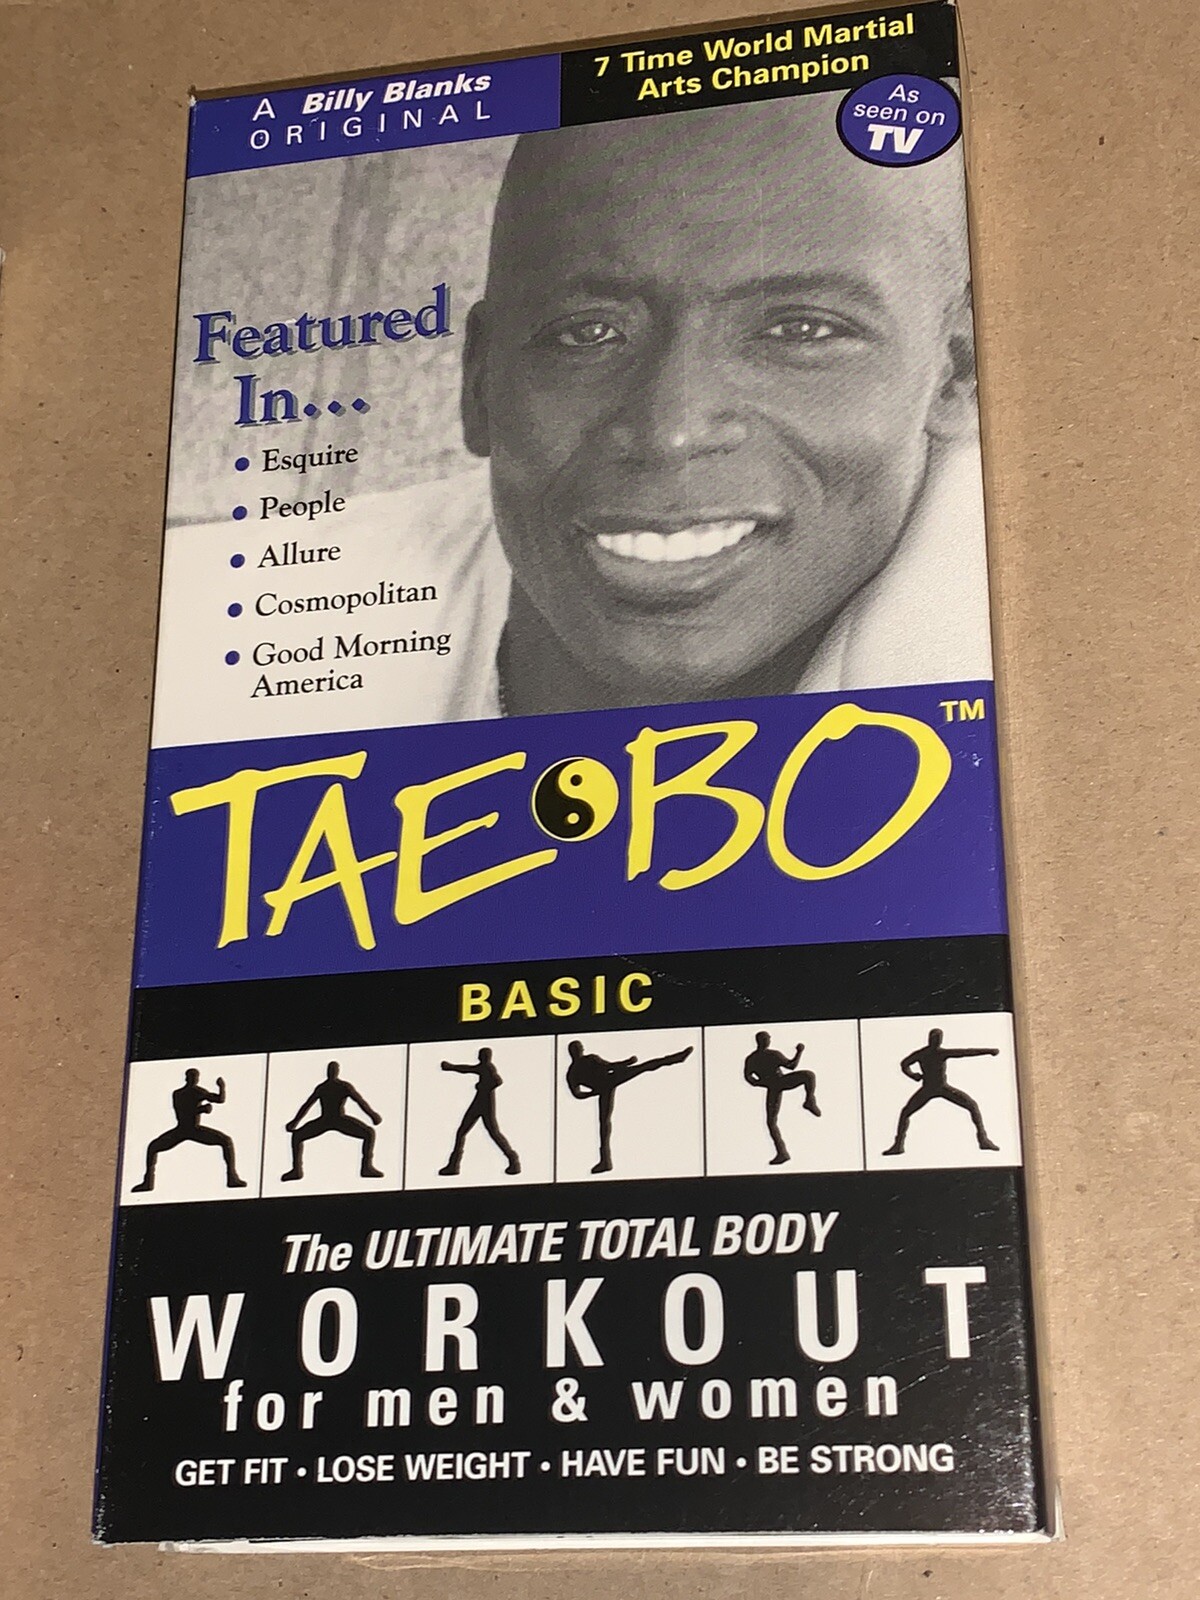 A Billy Blanks
ORIGINAL
7 Time World Martial
Arts Champion
As
seen on
TV
Featured
In...
• Esquire
• People
• Allure
• Cosmopolitan
• Good Morning
America
TAE BO™
BASIC
The ULTIMATE TOTAL BODY
WORKOUT
for men & women
GET FIT • LOSE WEIGHT • HAVE FUN • BE STRONG